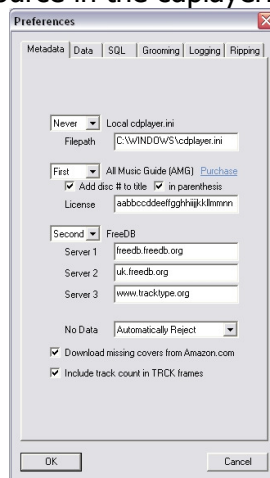 Preferences
Metadata Data SQL Grooming Logging Ripping
Never Local cdplayer.ini
Filepath C:\WINDOWS\cdplayer.ini
First All Music Guide (AMG) Purchase
Add disc # to title in parenthesis
License aabbccddeeffgghhiijjkkllmmnn
Second FreeDB
Server 1 freedb.freedb.org
Server 2 uk.freedb.org
Server 3 www.tracktype.org
No Data Automatically Reject
Download missing covers from Amazon.com
Include track count in TRCK frames
OK Cancel